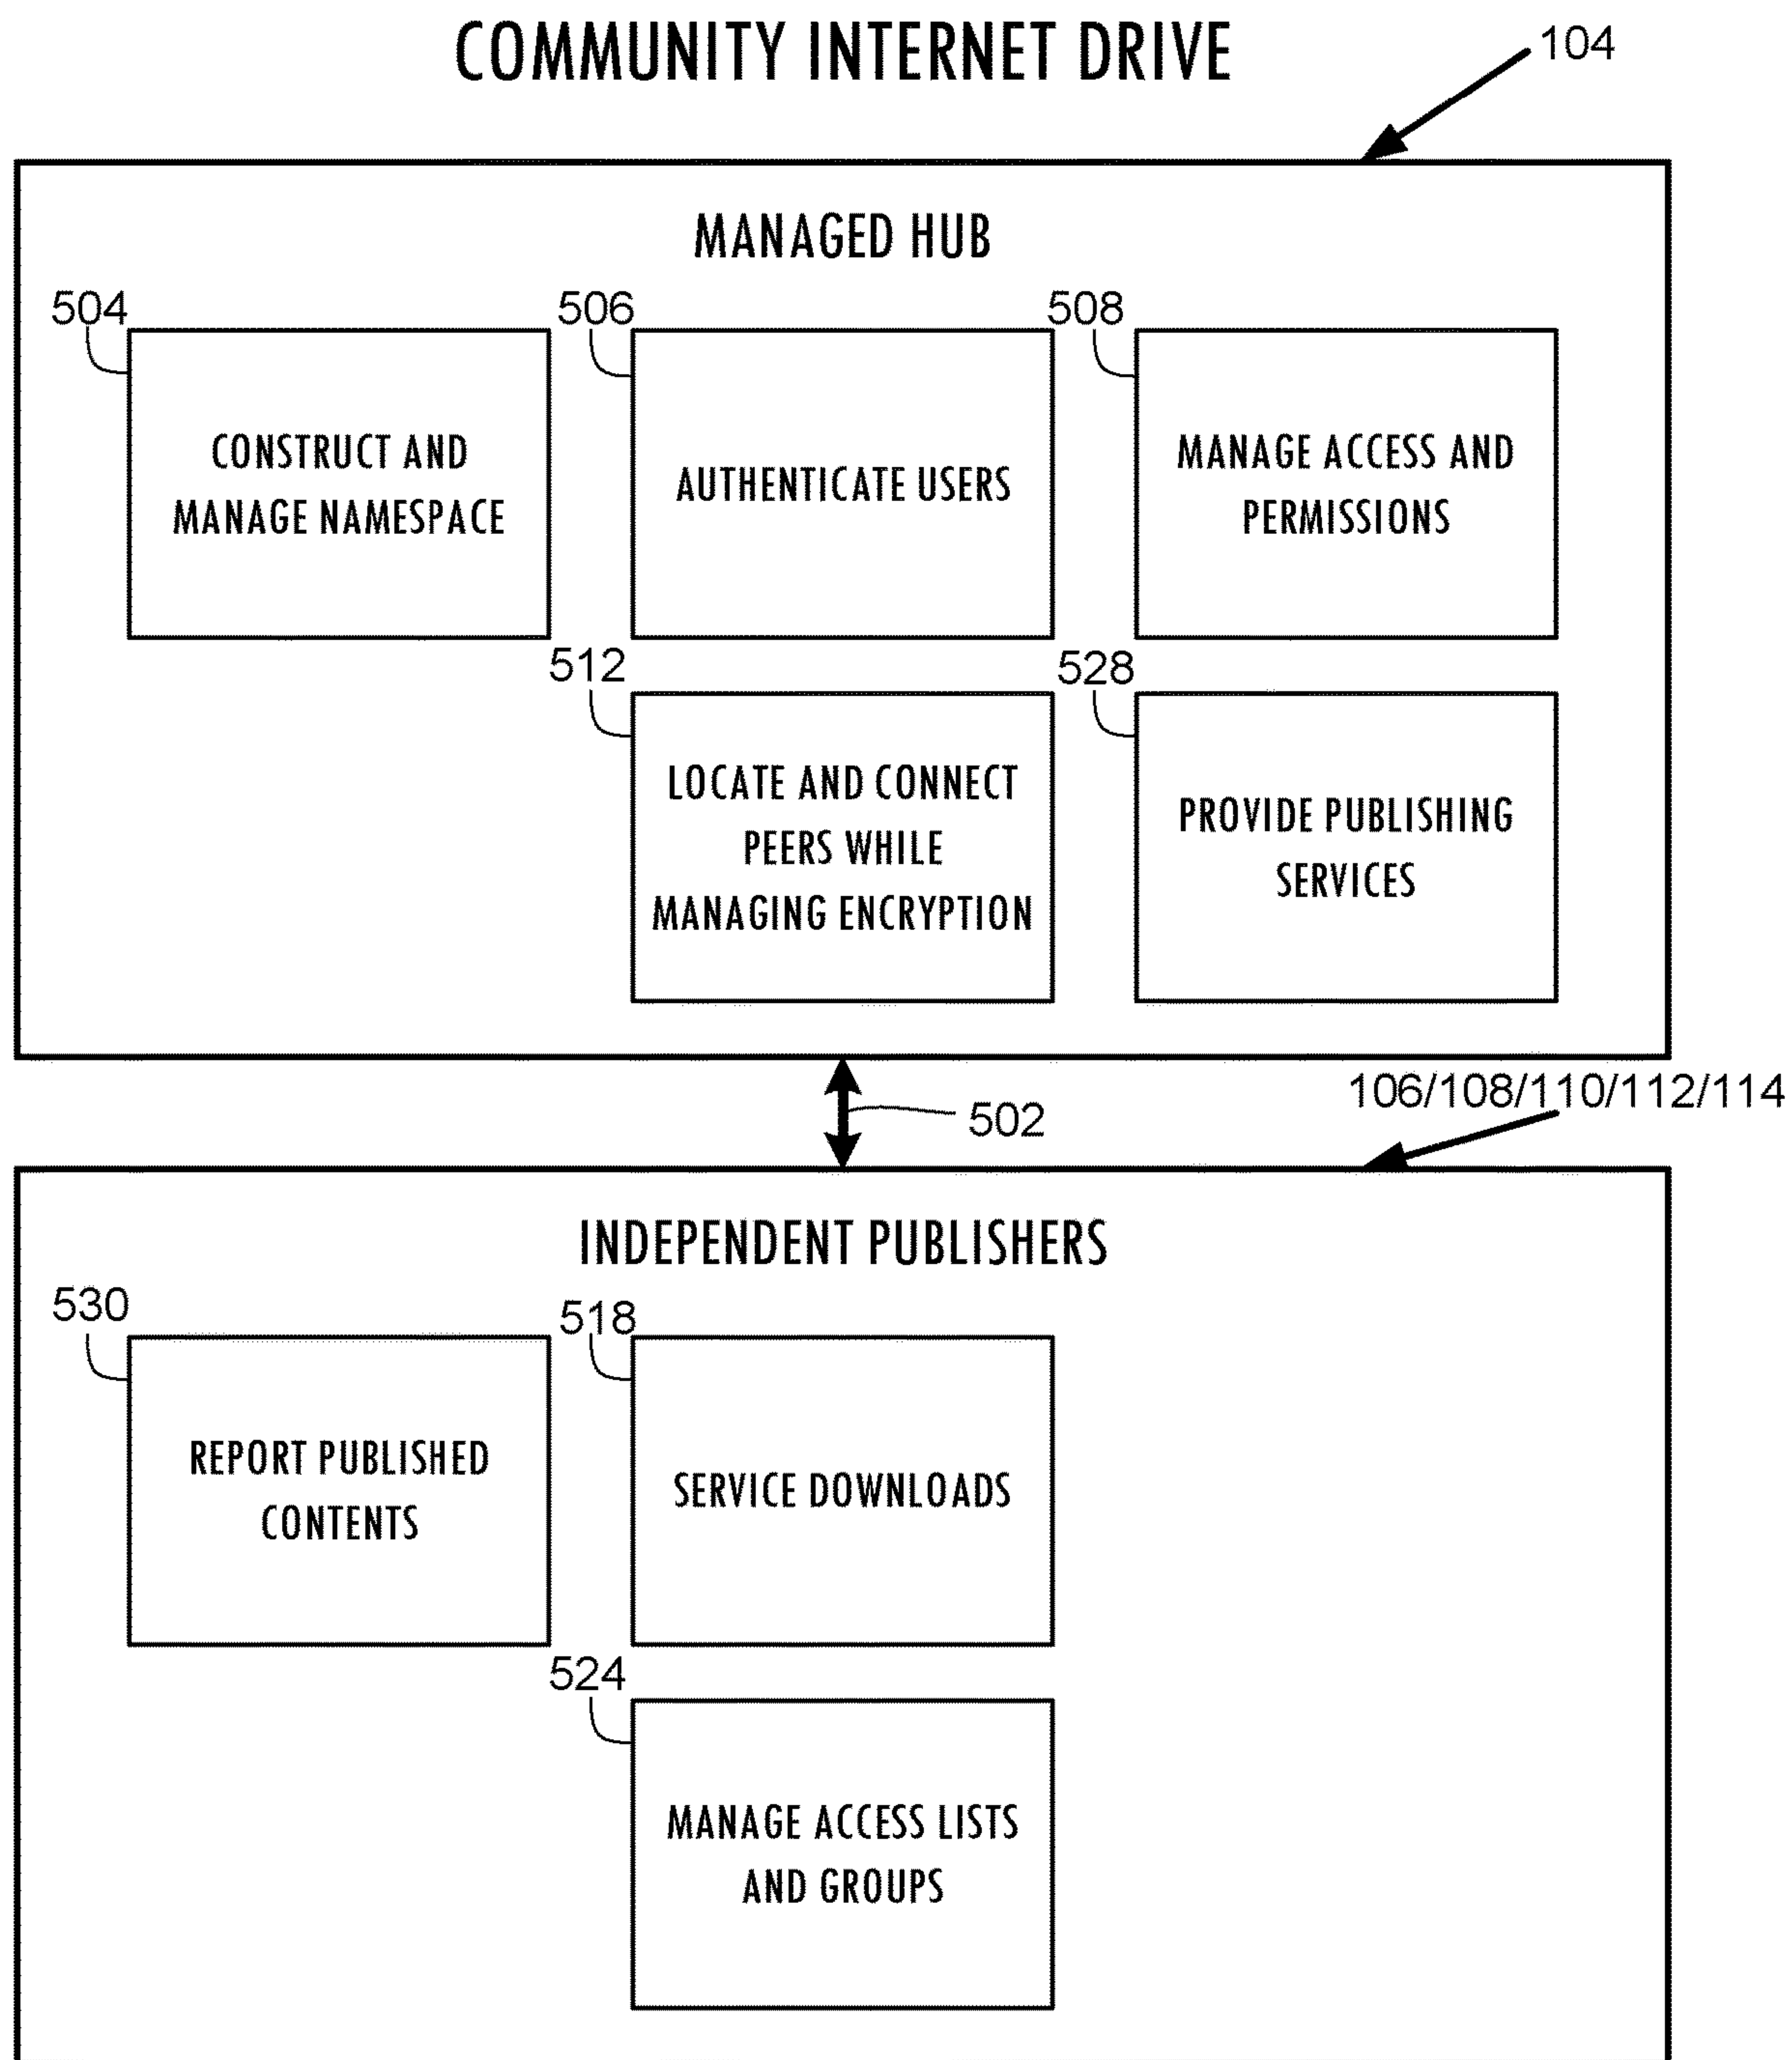 COMMUNITY INTERNET DRIVE
104
MANAGED HUB
504
506
508
CONSTRUCT AND
MANAGE NAMESPACE
AUTHENTICATE USERS
MANAGE ACCESS AND
PERMISSIONS
512
528
LOCATE AND CONNECT
PEERS WHILE
MANAGING ENCRYPTION
PROVIDE PUBLISHING
SERVICES
502
106/108/110/112/114
INDEPENDENT PUBLISHERS
530
518
REPORT PUBLISHED
CONTENTS
SERVICE DOWNLOADS
524
MANAGE ACCESS LISTS
AND GROUPS